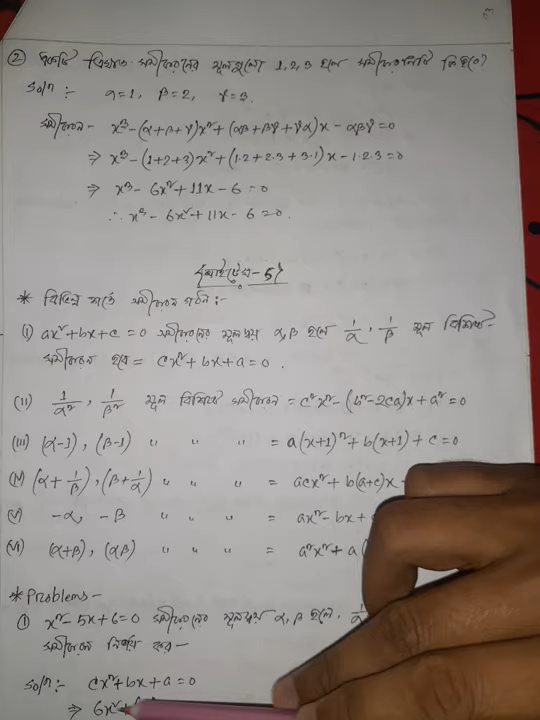 ② একটি ত্রিঘাত সমীকরণের মূলগুলো 1, 2, 3 হলে সমীকরণটি কি হবে?
Soln :- α=1, β=2, γ=3.
সমীকরণ- x³-(α+β+γ)x²+(αβ+βγ+γα)x-αβγ=0
⇒ x³-(1+2+3)x²+(1·2+2·3+3·1)x-1·2·3=0
⇒ x³-6x²+11x-6=0
∴ x³-6x²+11x-6=0.
-5
* বিভিন্ন শর্তে সমীকরণ গঠন:-
(I) ax²+bx+c=0 সমীকরণের মূলদ্বয় α, β হলে 1/α, 1/β মূল বিশিষ্ট
সমীকরণ হবে = cx²+bx+a=0.
(II) 1/α², 1/β² মূল বিশিষ্ট সমীকরণ = c²x²-(b²-2ca)x+a²=0
(III) (α-1), (β-1) " " " = a(x+1)²+b(x+1)+c=0
(IV) (α+1/β), (β+1/α) " " " = acx²+b(a+c)x
(V) -α, -β " " " = ax²-bx+
(VI) (α+β), (αβ) " " " = a²x²+a(
* Problems-
① x²-5x+6=0 সমীকরণের মূলদ্বয় α, β হলে,
সমীকরণ নির্ণয় কর-
Soln:- cx²+bx+a=0
⇒ 6x²+